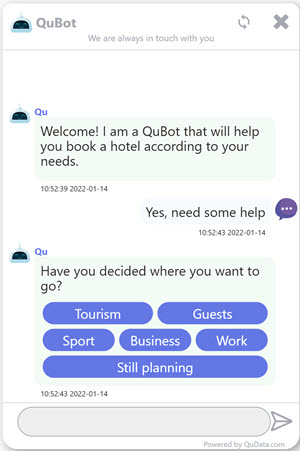 QuBot
We are always in touch with you
Qu
Welcome! I am a QuBot that will help
you book a hotel according to your
needs.
10:52:39 2022-01-14
Yes, need some help
10:52:43 2022-01-14
Qu
Have you decided where you want to
go?
Tourism Guests
Sport Business Work
Still planning
10:52:43 2022-01-14
Powered by QuData.com